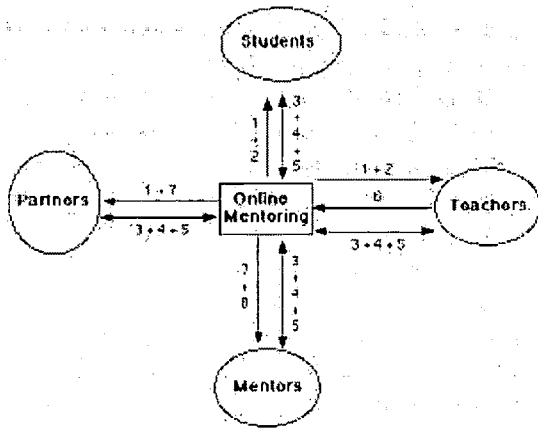 Students
1 + 2
3 + 4 + 5
Partners
1 + 7
3 + 4 + 5
Online
Mentoring
1 + 2
6
3 + 4 + 5
Teachers
7 + 8
3 + 4 + 5
Mentors